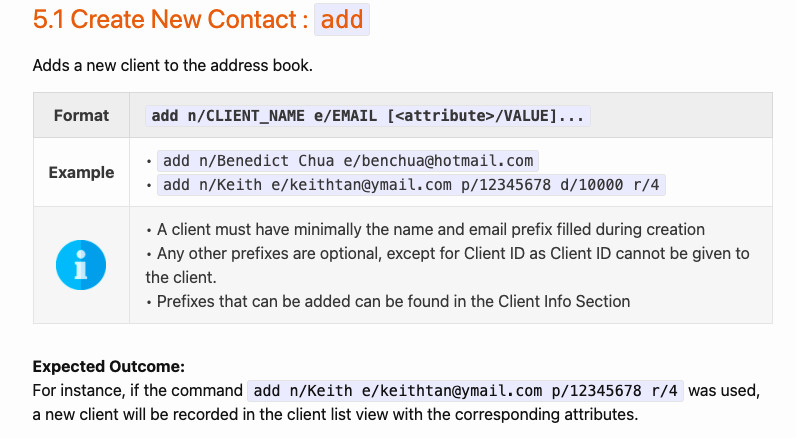 5.1 Create New Contact : add
Adds a new client to the address book.
Format
add n/CLIENT_NAME e/EMAIL [<attribute>/VALUE]...
Example
• add n/Benedict Chua e/benchua@hotmail.com
• add n/Keith e/keithtan@ymail.com p/12345678 d/10000 r/4
• A client must have minimally the name and email prefix filled during creation
• Any other prefixes are optional, except for Client ID as Client ID cannot be given to
the client.
• Prefixes that can be added can be found in the Client Info Section
Expected Outcome:
For instance, if the command add n/Keith e/keithtan@ymail.com p/12345678 r/4 was used,
a new client will be recorded in the client list view with the corresponding attributes.